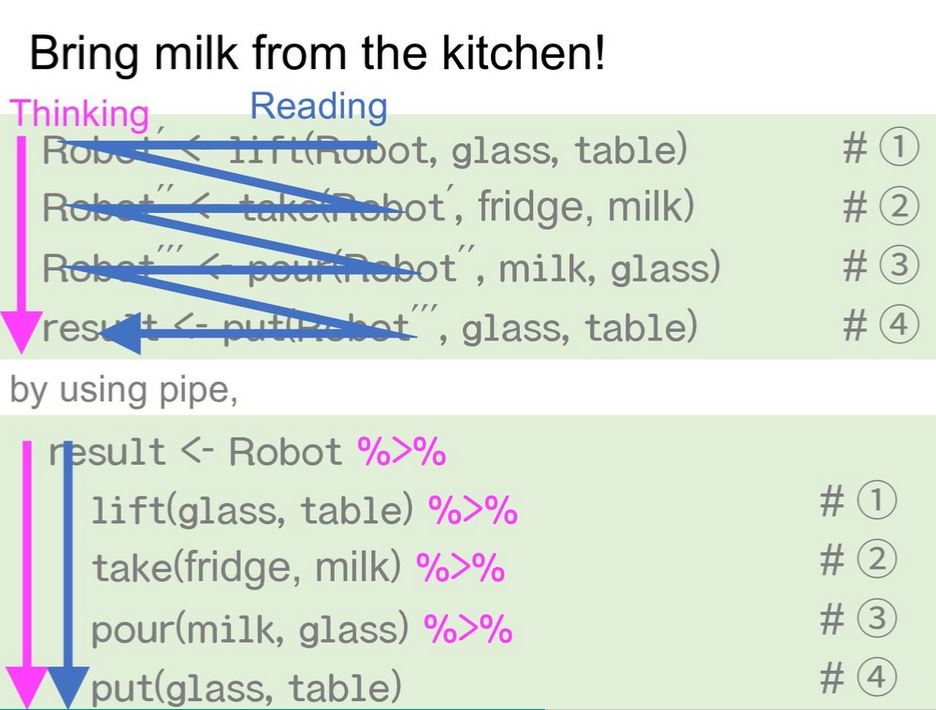 Bring milk from the kitchen!
Thinking Reading
Robot′ <- lift(Robot, glass, table) # ①
Robot′′ <- take(Robot′, fridge, milk) # ②
Robot′′′ <- pour(Robot′′, milk, glass) # ③
result <- put(Robot′′′, glass, table) # ④
by using pipe,
result <- Robot %>%
lift(glass, table) %>% # ①
take(fridge, milk) %>% # ②
pour(milk, glass) %>% # ③
put(glass, table) # ④